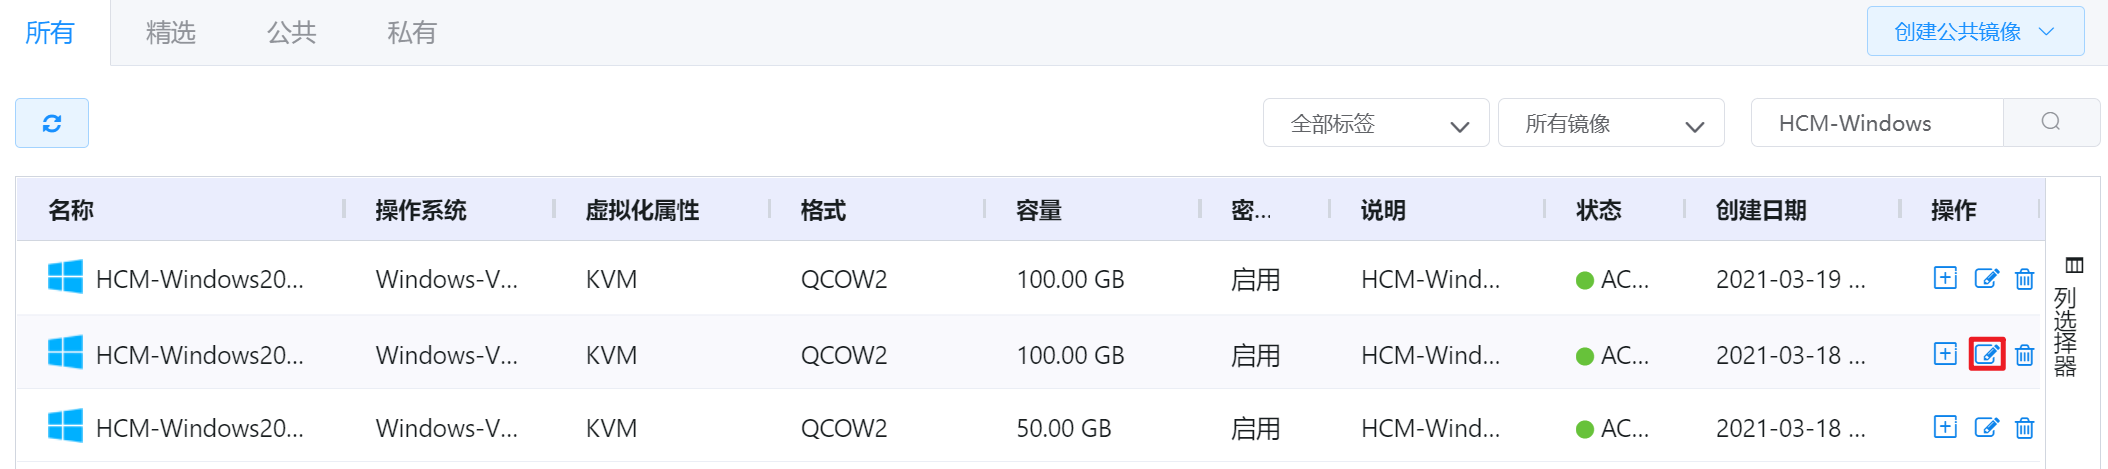 所有 精选 公共 私有 创建公共镜像
全部标签 所有镜像 HCM-Windows
名称 操作系统 虚拟化属性 格式 容量 密... 说明 状态 创建日期 操作
HCM-Windows20... Windows-V... KVM QCOW2 100.00 GB 启用 HCM-Wind... AC... 2021-03-19 ...
HCM-Windows20... Windows-V... KVM QCOW2 100.00 GB 启用 HCM-Wind... AC... 2021-03-18 ...
HCM-Windows20... Windows-V... KVM QCOW2 50.00 GB 启用 HCM-Wind... AC... 2021-03-18 ...
列选择器